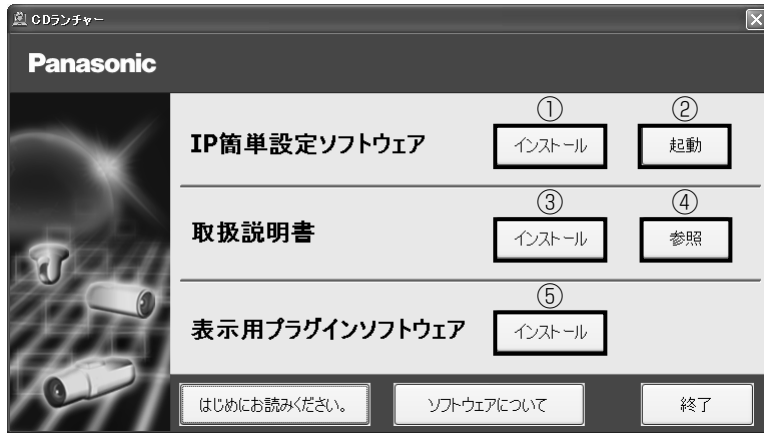 CDランチャー
Panasonic
① ②
IP簡単設定ソフトウェア インストール 起動
③ ④
取扱説明書 インストール 参照
⑤
表示用プラグインソフトウェア インストール
はじめにお読みください。 ソフトウェアについて 終了